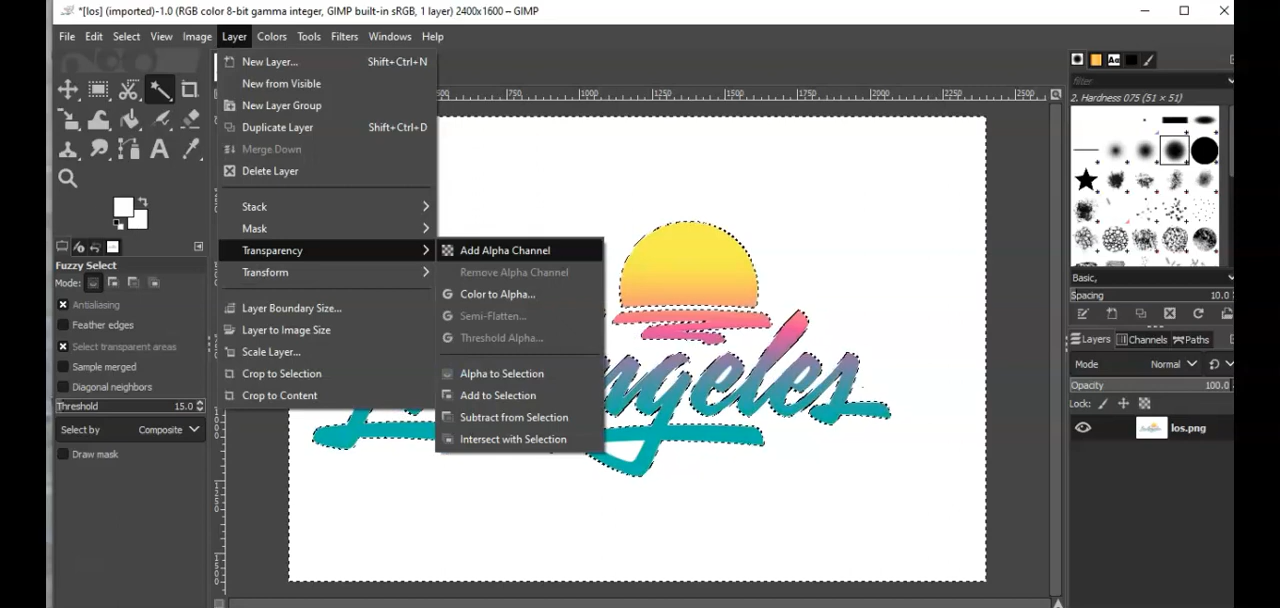 *[los] (imported)-1.0 (RGB color 8-bit gamma integer, GIMP built-in sRGB, 1 layer) 2400x1600 – GIMP
File Edit Select View Image Layer Colors Tools Filters Windows Help
New Layer... Shift+Ctrl+N
New from Visible
New Layer Group
Duplicate Layer Shift+Ctrl+D
Merge Down
Delete Layer
Stack
Mask
Transparency
Transform
Layer Boundary Size...
Layer to Image Size
Scale Layer...
Crop to Selection
Crop to Content
Add Alpha Channel
Remove Alpha Channel
Color to Alpha...
Semi-Flatten...
Threshold Alpha...
Alpha to Selection
Add to Selection
Subtract from Selection
Intersect with Selection
Fuzzy Select
Mode:
Antialiasing
Feather edges
Select transparent areas
Sample merged
Diagonal neighbors
Threshold 15.0
Select by Composite
Draw mask
750 1000 1250 1500 1750 2000 2500
ngeles
filter
2. Hardness 075 (51 × 51)
Basic,
Spacing 10.0
Layers Channels Paths
Mode Normal
Opacity 100.0
Lock:
los.png